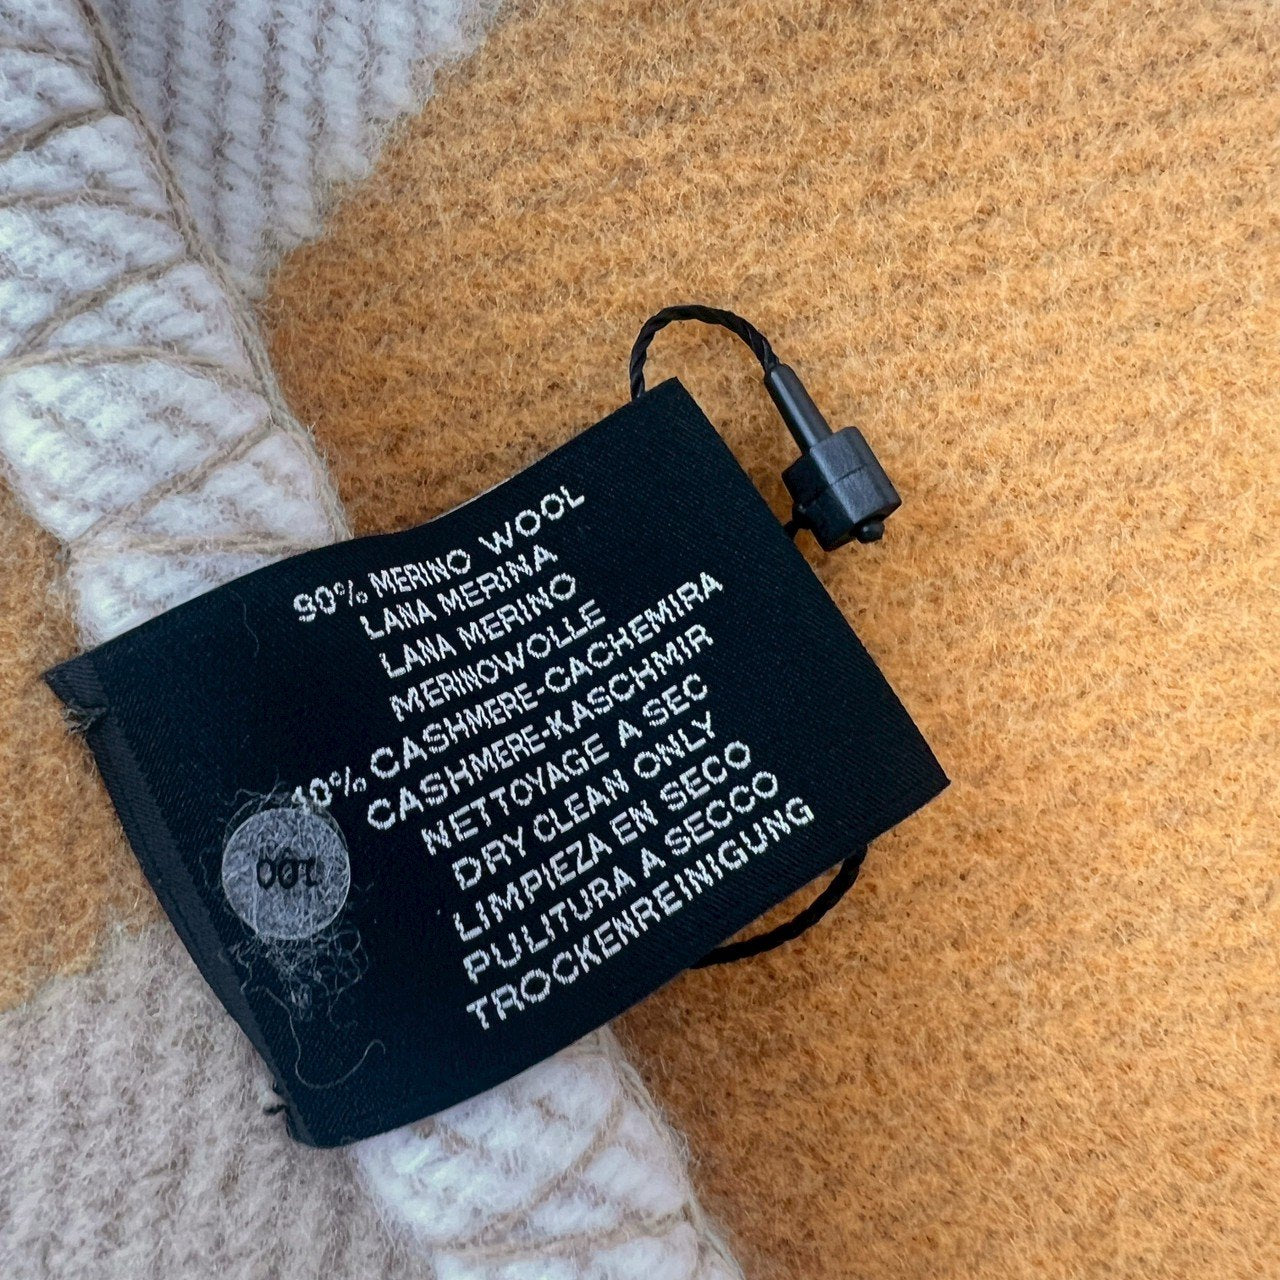 90% MERINO WOOL
LANA MERINA
LANA MERINO
MERINOWOLLE
10% CASHMERE-CACHEMIRA
CASHMERE-KASCHMIR
NETTOYAGE A SEC
DRY CLEAN ONLY
LIMPIEZA EN SECO
PULITURA A SECCO
TROCKENREINIGUNG
001